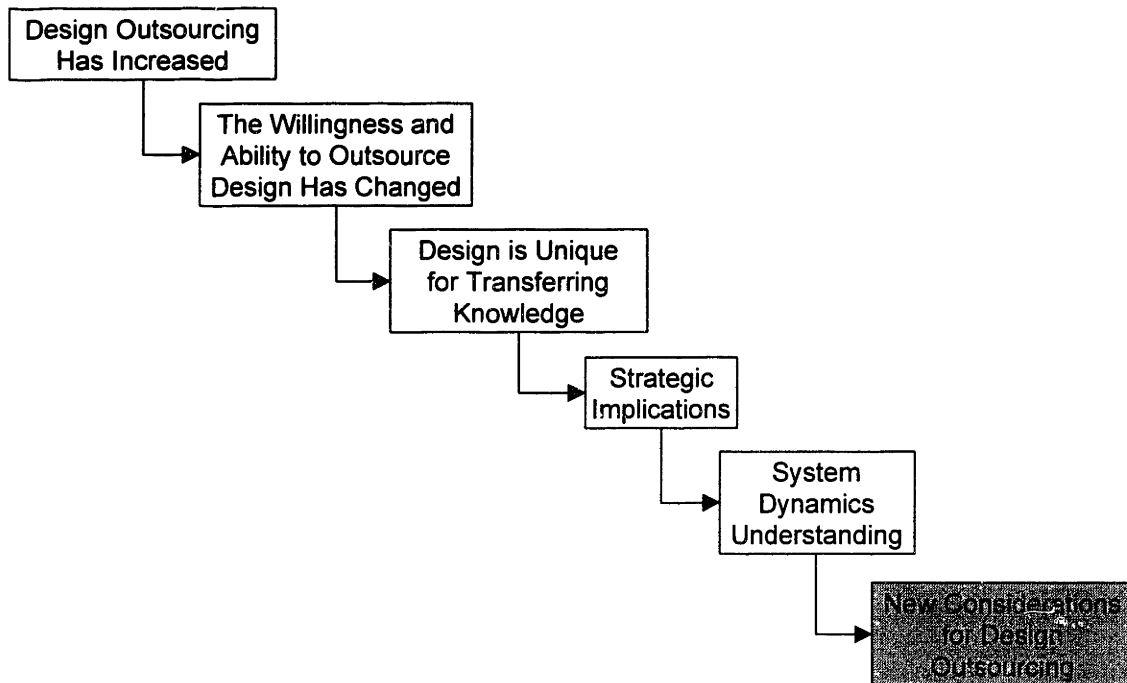 Design Outsourcing
Has Increased
The Willingness and
Ability to Outsource
Design Has Changed
Design is Unique
for Transferring
Knowledge
Strategic
Implications
System
Dynamics
Understanding
New Considerations
for Design
Outsourcing